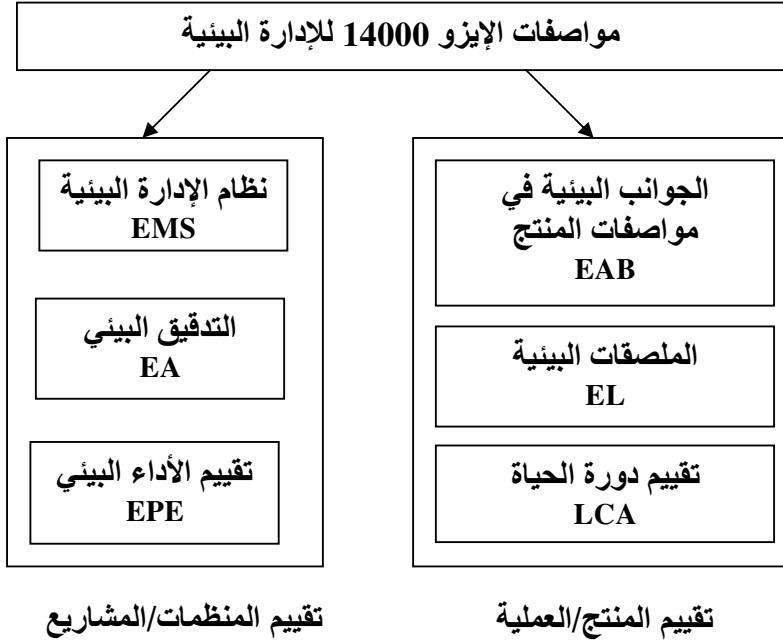 مواصفات الإيزو 14000 للإدارة البيئية
الجوانب البيئية في
مواصفات المنتج
EAB
الملصقات البيئية
EL
تقييم دورة الحياة
LCA
تقييم المنتج/العملية
نظام الإدارة البيئية
EMS
التدقيق البيئي
EA
تقييم الأداء البيئي
EPE
تقييم المنظمات/المشاريع